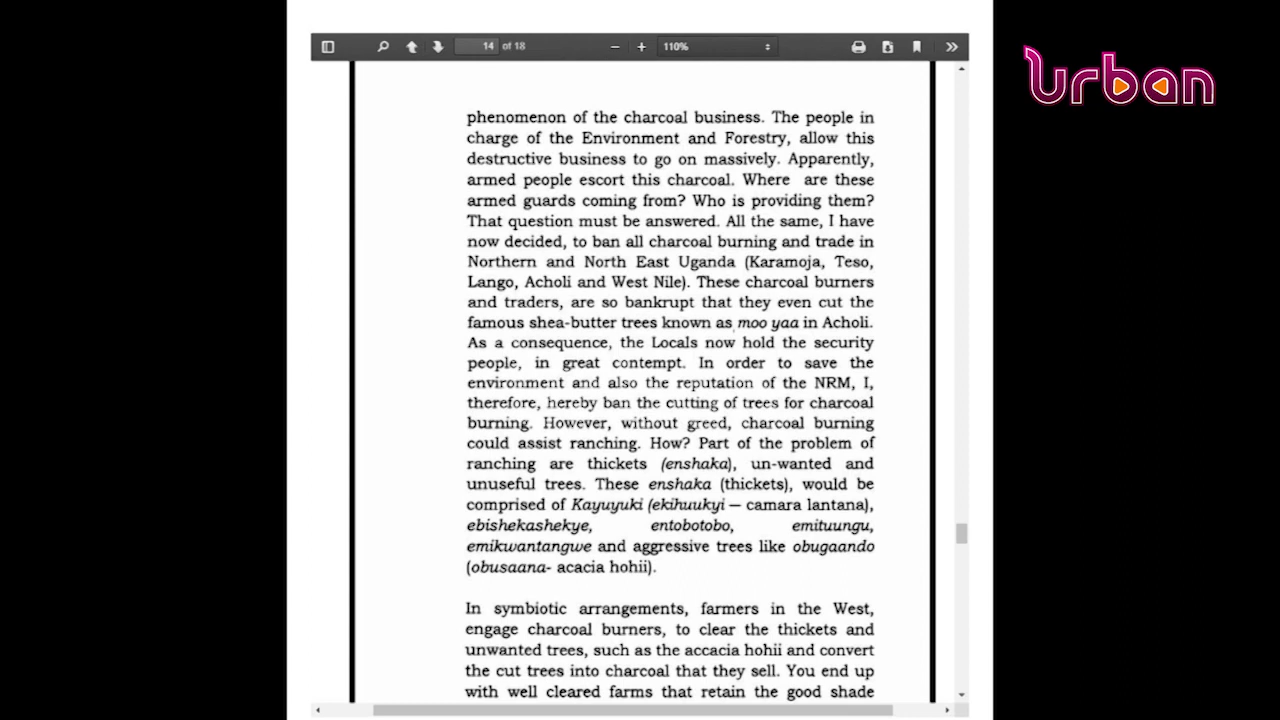 14 of 18
110%
urban
phenomenon of the charcoal business. The people in
charge of the Environment and Forestry, allow this
destructive business to go on massively. Apparently,
armed people escort this charcoal. Where are these
armed guards coming from? Who is providing them?
That question must be answered. All the same, I have
now decided, to ban all charcoal burning and trade in
Northern and North East Uganda (Karamoja, Teso,
Lango, Acholi and West Nile). These charcoal burners
and traders, are so bankrupt that they even cut the
famous shea-butter trees known as moo yaa in Acholi.
As a consequence, the Locals now hold the security
people, in great contempt. In order to save the
environment and also the reputation of the NRM, I,
therefore, hereby ban the cutting of trees for charcoal
burning. However, without greed, charcoal burning
could assist ranching. How? Part of the problem of
ranching are thickets (enshaka), un-wanted and
unuseful trees. These enshaka (thickets), would be
comprised of Kayuyuki (ekihuukyi – camara lantana),
ebishekashekye, entobotobo, emituungu,
emikwantangwe and aggressive trees like obugaando
(obusaana- acacia hohii).
In symbiotic arrangements, farmers in the West,
engage charcoal burners, to clear the thickets and
unwanted trees, such as the accacia hohii and convert
the cut trees into charcoal that they sell. You end up
with well cleared farms that retain the good shade